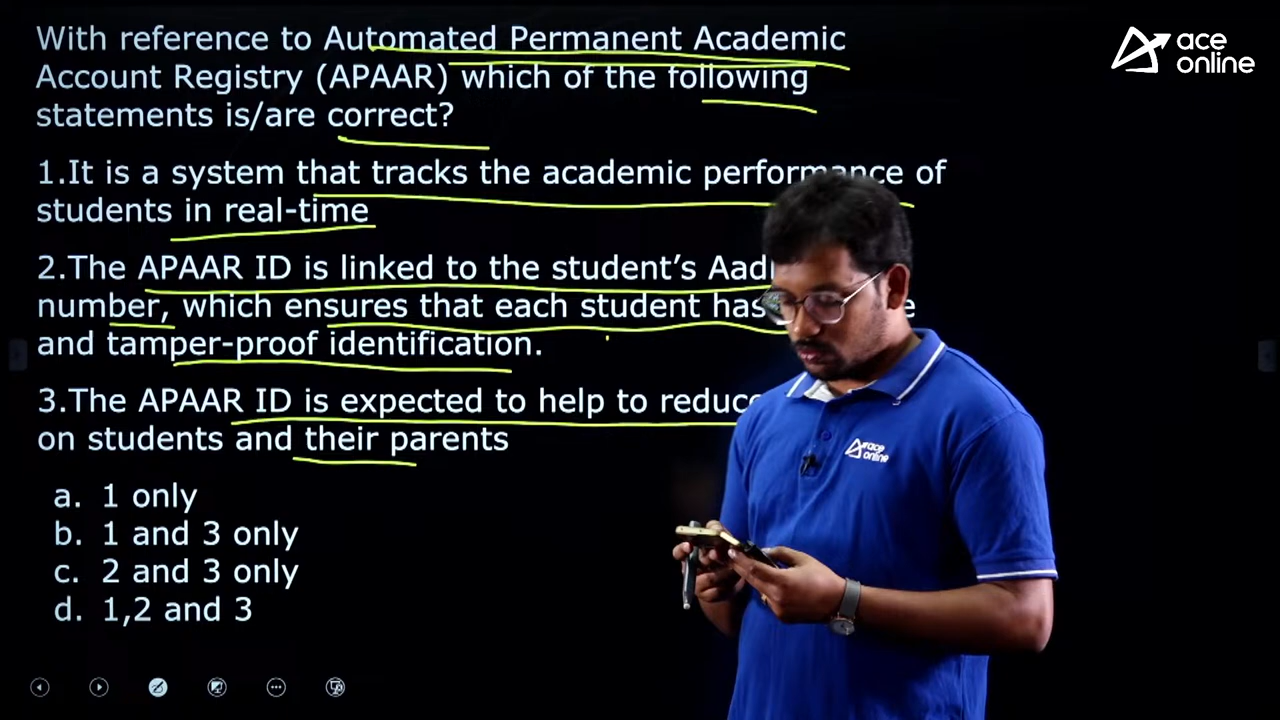 With reference to Automated Permanent Academic
Account Registry (APAAR) which of the following
statements is/are correct?
1.It is a system that tracks the academic performance of
students in real-time
2.The APAAR ID is linked to the student's
number, which ensures that each student has
and tamper-proof identification.
3.The APAAR ID is expected to help to reduce
on students and their parents
a. 1 only
b. 1 and 3 only
c. 2 and 3 only
d. 1,2 and 3
ace
online
ace
online